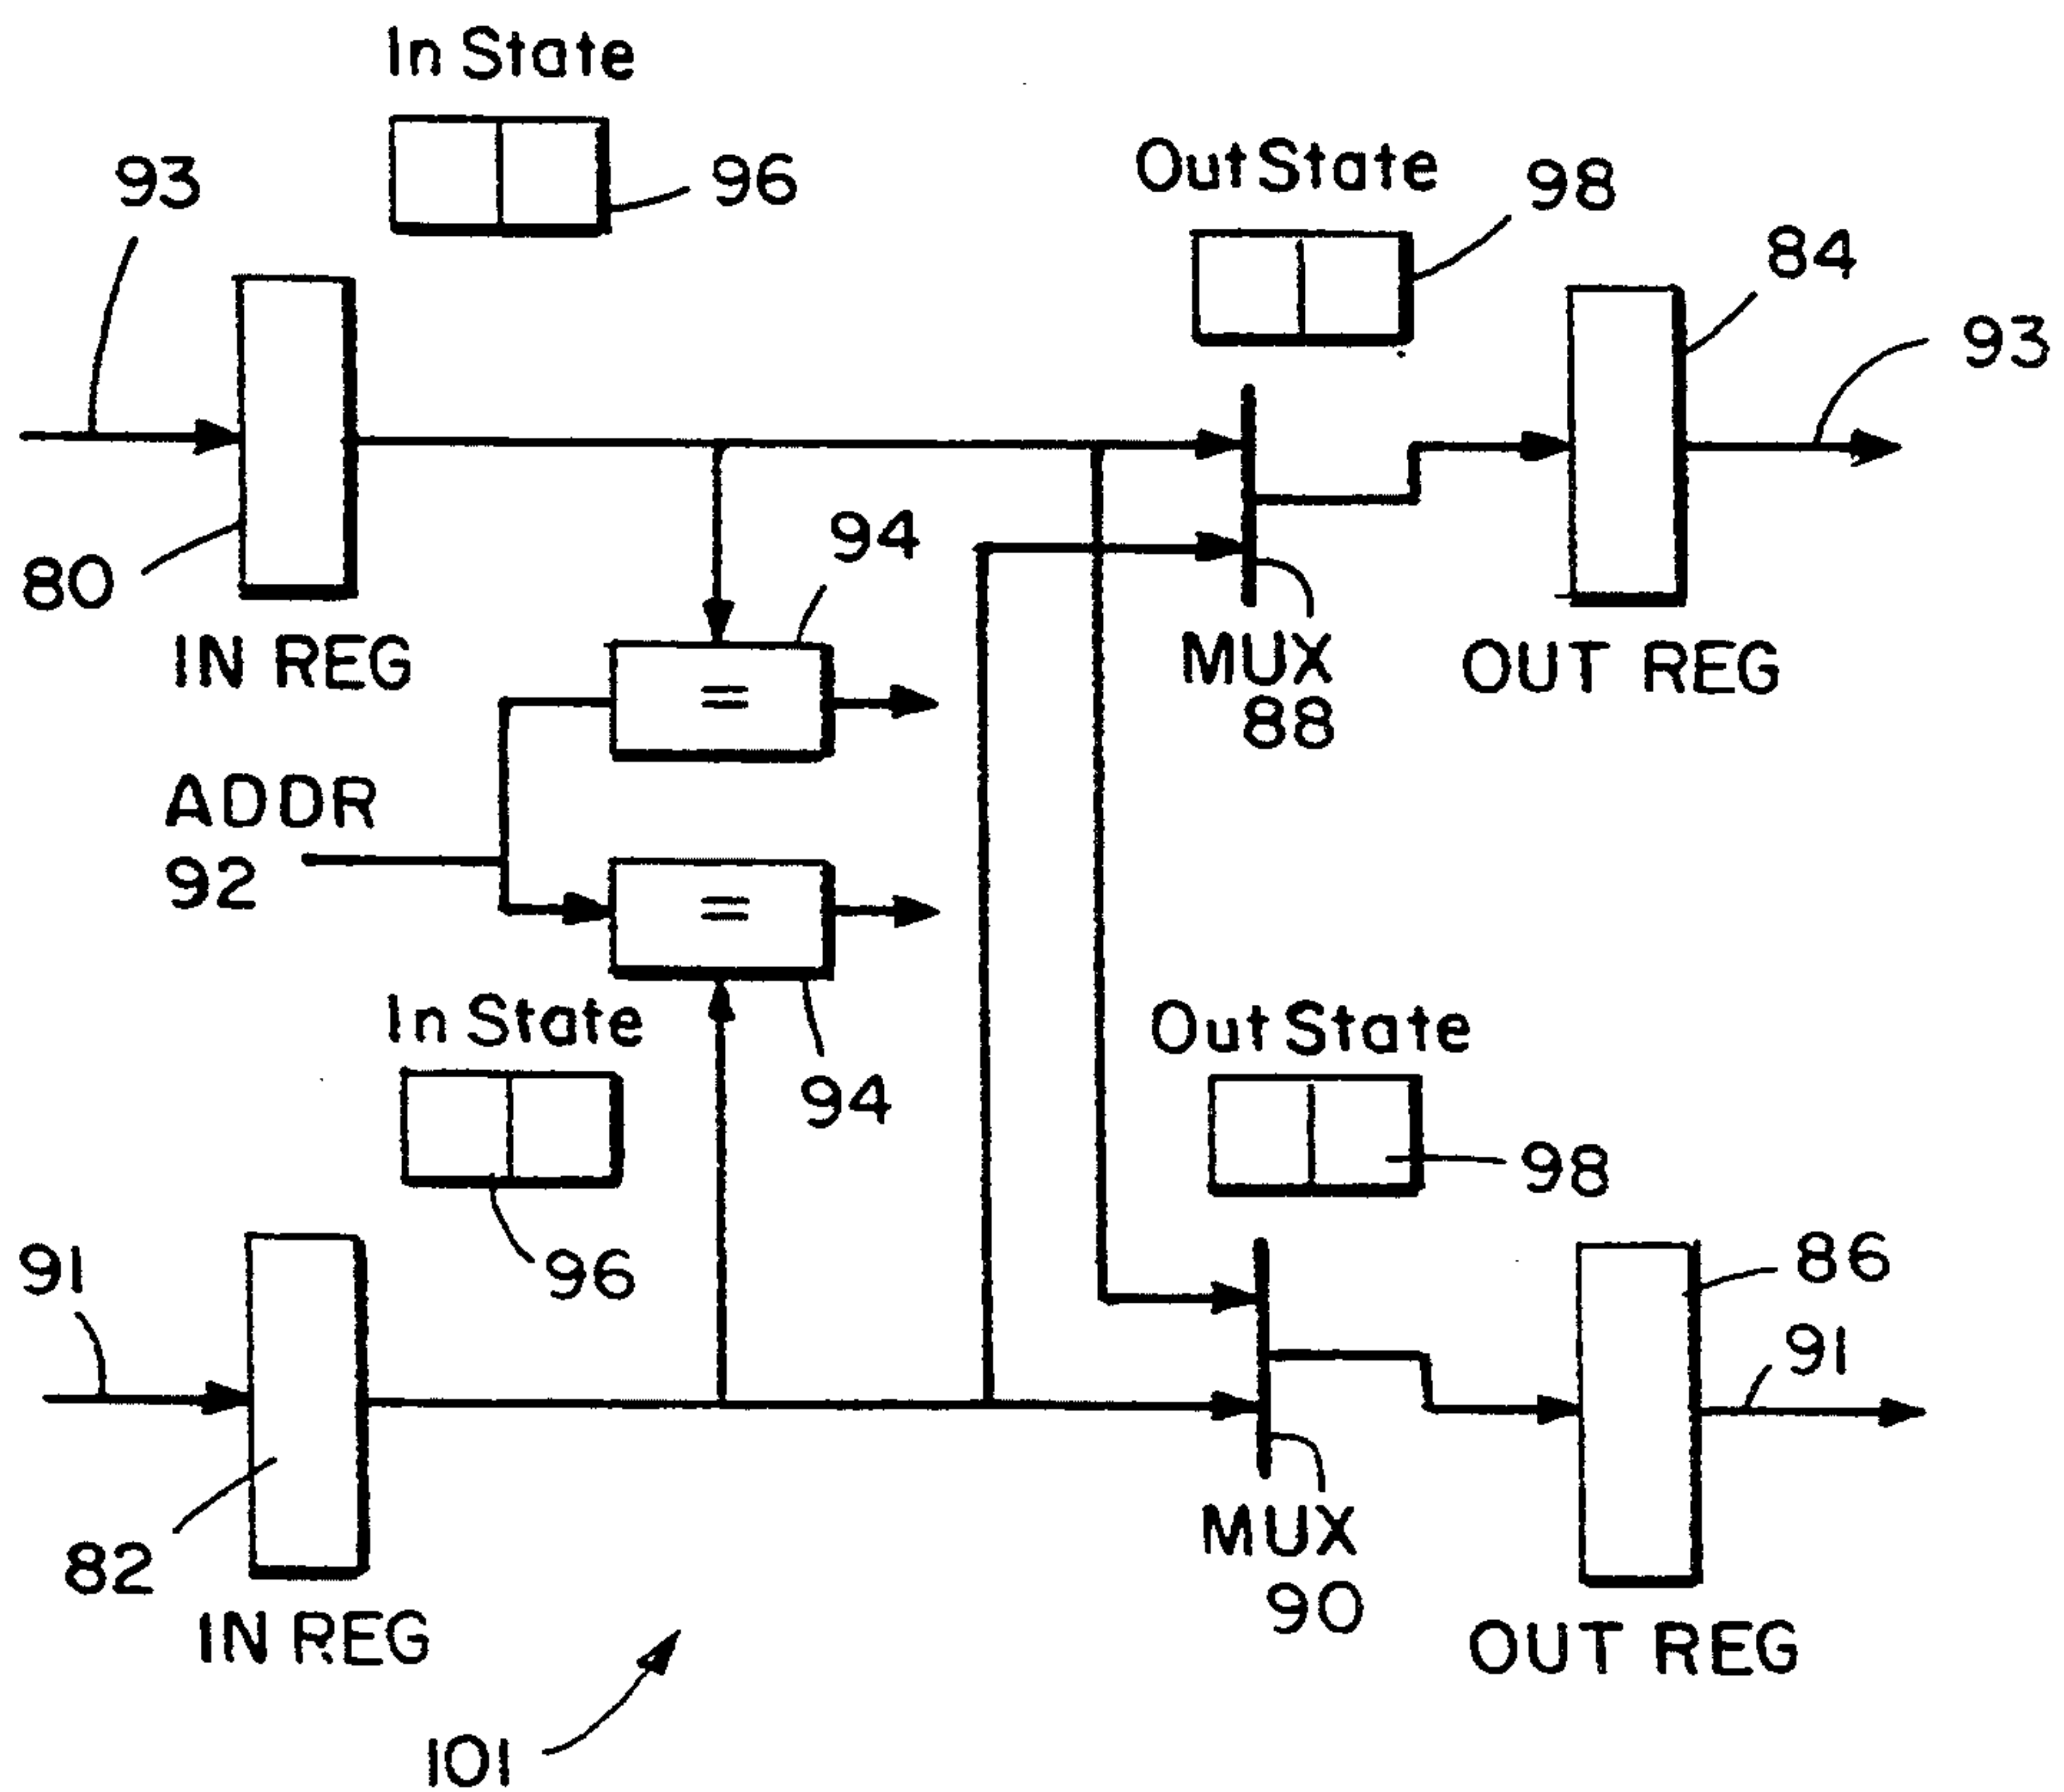 In State
93
96
Out State
98
84
93
80
IN REG
94
=
MUX
88
OUT REG
ADDR
92
=
In State
94
Out State
98
96
91
86
91
82
IN REG
MUX
90
OUT REG
101